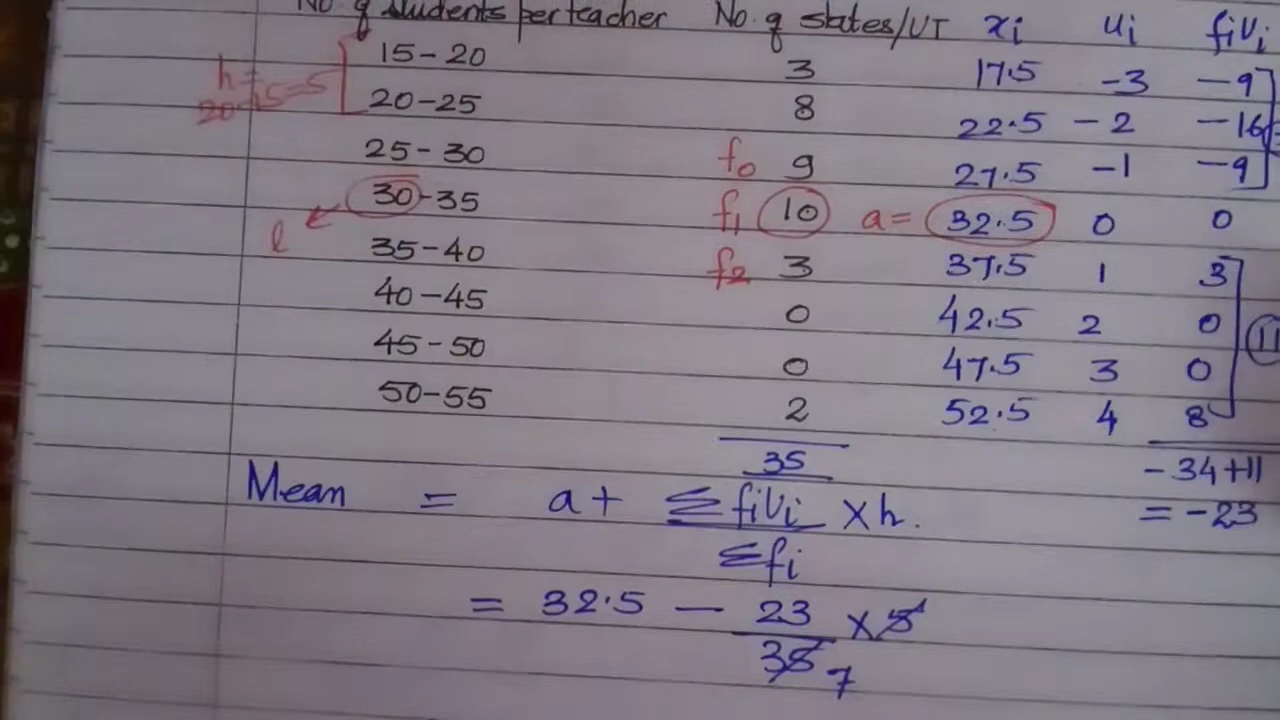 No. of students per teacher No. of states/UT xi ui fiui
15-20 3 17.5 -3 -9
h=
20-15=5
20-25 8 22.5 -2 -16
25-30 f0 9 27.5 -1 -9
30-35 f1 10 a= 32.5 0 0
l
35-40 f2 3 37.5 1 3
40-45 0 42.5 2 0
11
45-50 0 47.5 3 0
50-55 2 52.5 4 8
35 -34+11
Mean = a+ Σfiui ×h. = -23
Σfi
= 32.5 - 23 ×5 1
35 7